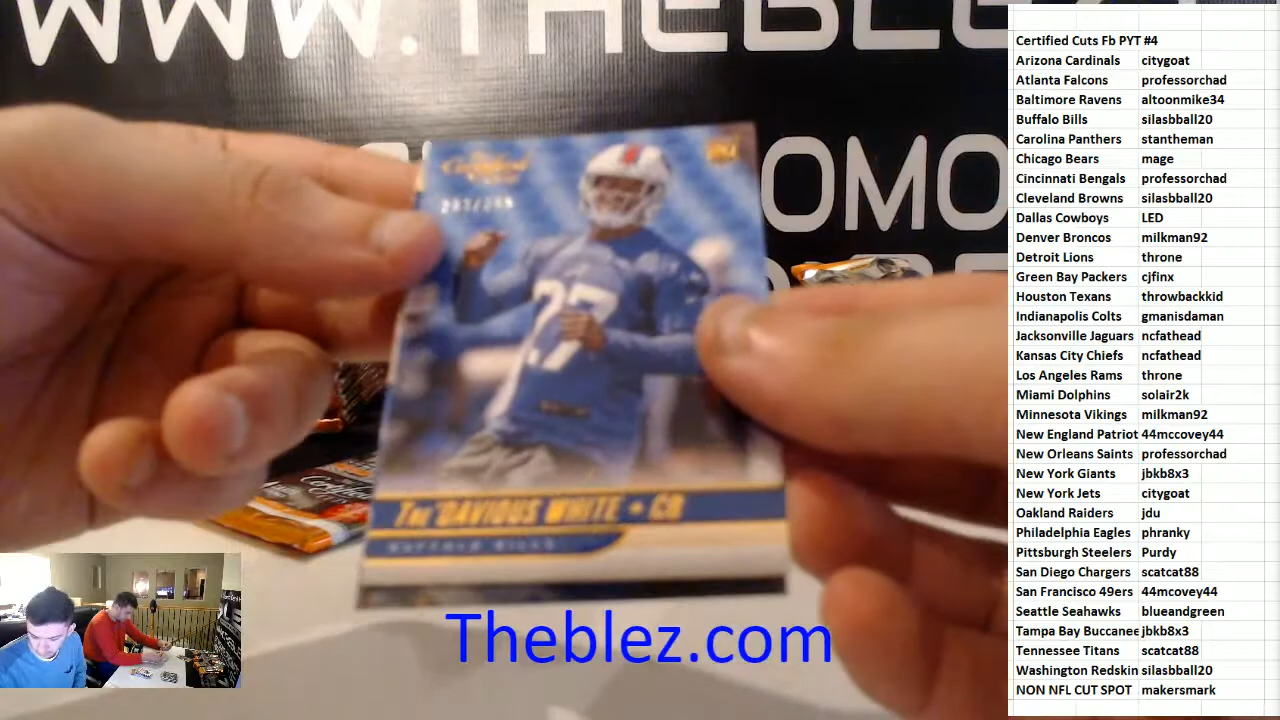 WWW.THEBLE
OMO
27
Tre'Davious White • CB
Buffalo Bills
Theblez.com
Certified Cuts Fb PYT #4
Arizona Cardinals citygoat
Atlanta Falcons professorchad
Baltimore Ravens altoonmike34
Buffalo Bills silasbball20
Carolina Panthers stantheman
Chicago Bears mage
Cincinnati Bengals professorchad
Cleveland Browns silasbball20
Dallas Cowboys LED
Denver Broncos milkman92
Detroit Lions throne
Green Bay Packers cjfinx
Houston Texans throwbackkid
Indianapolis Colts gmanisdaman
Jacksonville Jaguars ncfathead
Kansas City Chiefs ncfathead
Los Angeles Rams throne
Miami Dolphins solair2k
Minnesota Vikings milkman92
New England Patriot 44mccovey44
New Orleans Saints professorchad
New York Giants jbkb8x3
New York Jets citygoat
Oakland Raiders jdu
Philadelphia Eagles phranky
Pittsburgh Steelers Purdy
San Diego Chargers scatcat88
San Francisco 49ers 44mcovey44
Seattle Seahawks blueandgreen
Tampa Bay Buccanee jbkb8x3
Tennessee Titans scatcat88
Washington Redskin silasbball20
NON NFL CUT SPOT makersmark